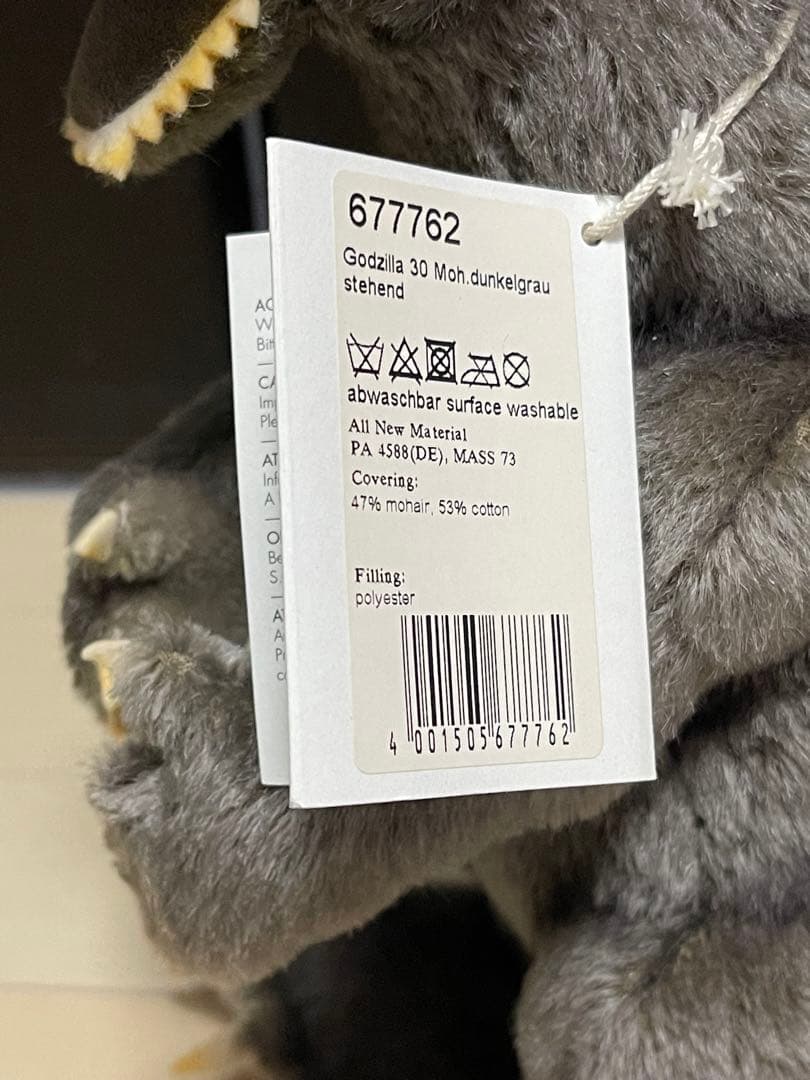 677762
Godzilla 30 Moh.dunkelgrau
stehend
abwaschbar surface washable
All New Material
PA 4588(DE), MASS 73
Covering:
47% mohair, 53% cotton
Filling:
polyester
4 001505 677762